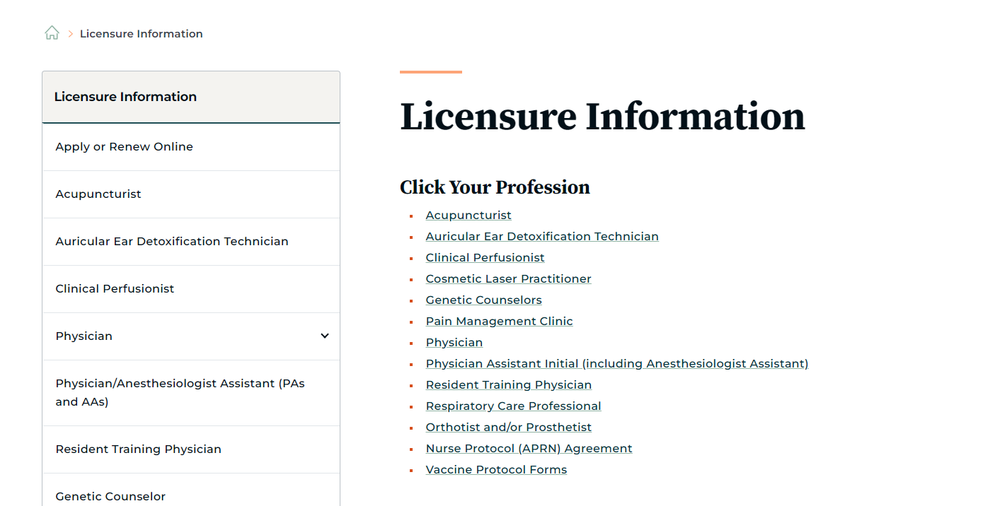 Licensure Information
Licensure Information
Apply or Renew Online
Acupuncturist
Auricular Ear Detoxification Technician
Clinical Perfusionist
Physician
Physician/Anesthesiologist Assistant (PAs
and AAs)
Resident Training Physician
Genetic Counselor
Licensure Information
Click Your Profession
Acupuncturist
Auricular Ear Detoxification Technician
Clinical Perfusionist
Cosmetic Laser Practitioner
Genetic Counselors
Pain Management Clinic
Physician
Physician Assistant Initial (including Anesthesiologist Assistant)
Resident Training Physician
Respiratory Care Professional
Orthotist and/or Prosthetist
Nurse Protocol (APRN) Agreement
Vaccine Protocol Forms